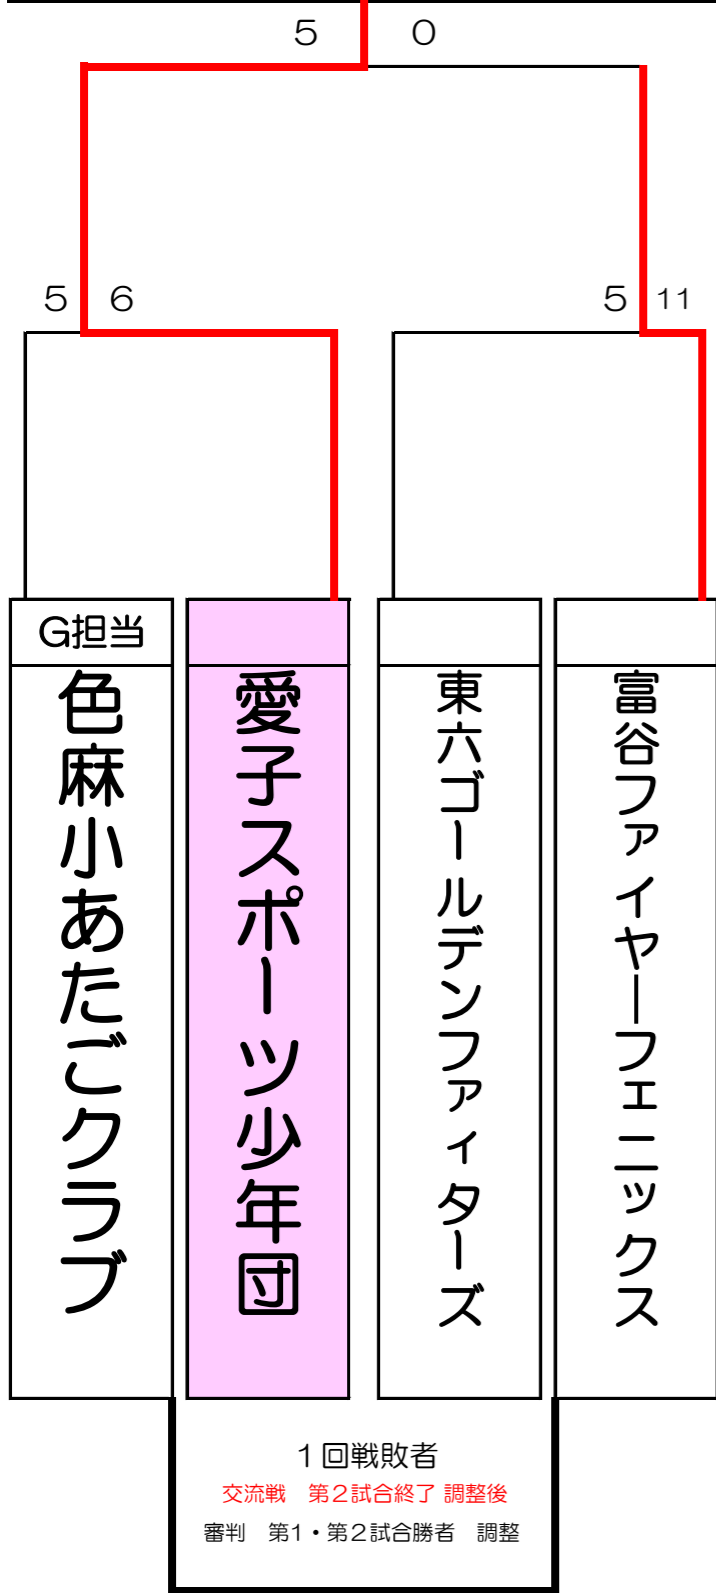 5 0
5 6
5 11
G担当
色麻小あたごクラブ
愛子スポーツ少年団
東六ゴールデンファイターズ
富谷ファイヤーフェニックス
1回戦敗者
交流戦 第2試合終了 調整後
審判 第1・第2試合勝者 調整